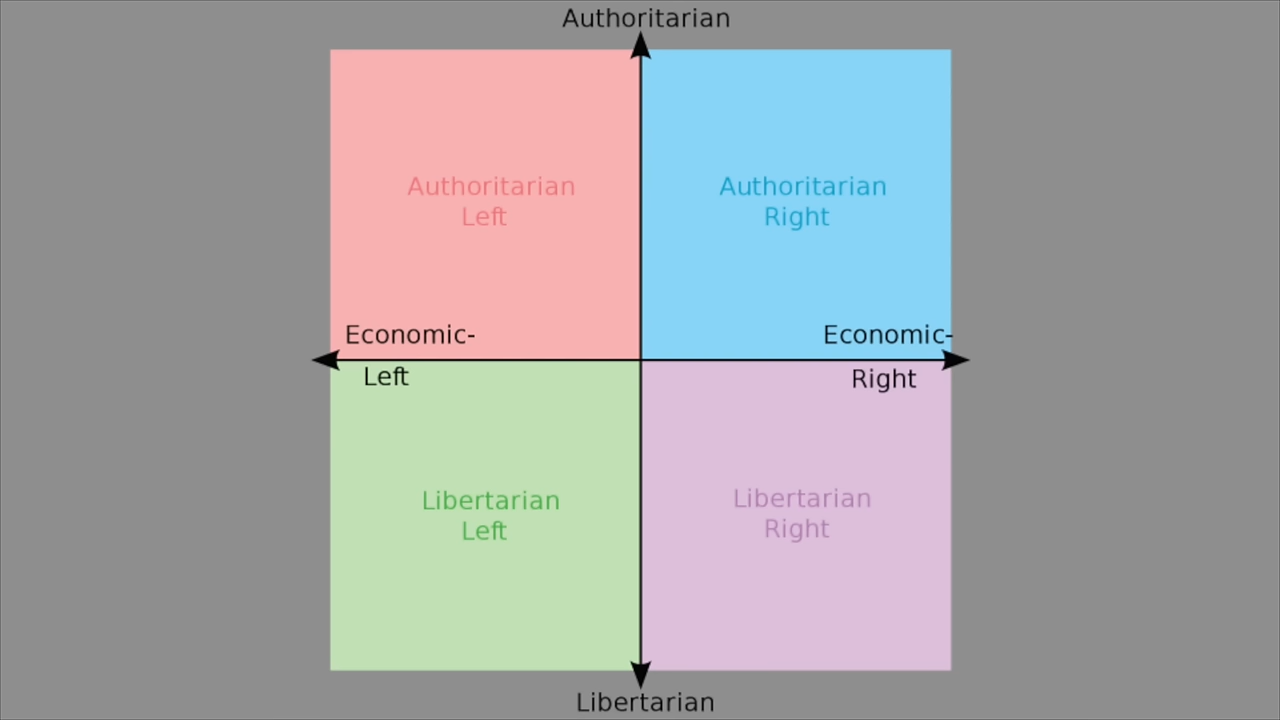 Authoritarian
Authoritarian
Left
Authoritarian
Right
Economic-
Left
Economic-
Right
Libertarian
Left
Libertarian
Right
Libertarian